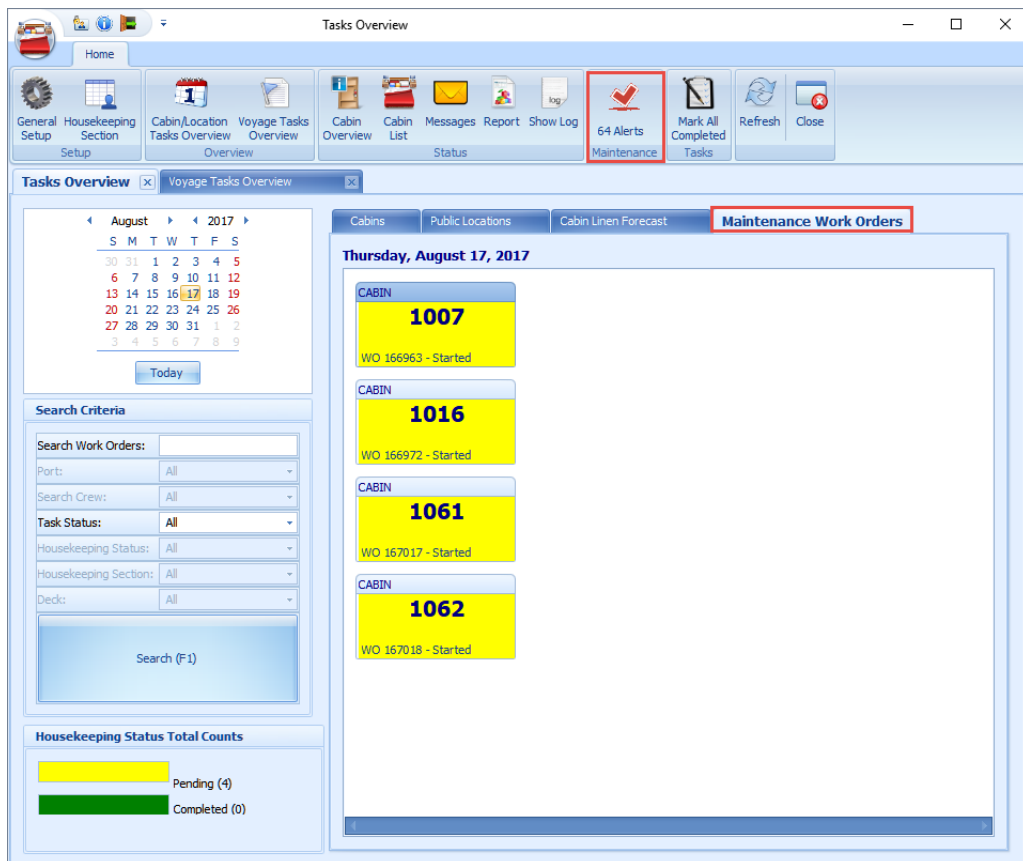 Tasks Overview
Home
General Setup
Housekeeping Section
Cabin/Location Tasks Overview
Voyage Tasks Overview
Cabin Overview
Cabin List
Messages
Report
log
Show Log
64 Alerts
Mark All Completed
Refresh
Close
Setup
Overview
Status
Maintenance
Tasks
Tasks Overview
Voyage Tasks Overview
August 2017
S M T W T F S
30 31 1 2 3 4 5
6 7 8 9 10 11 12
13 14 15 16 17 18 19
20 21 22 23 24 25 26
27 28 29 30 31 1 2
3 4 5 6 7 8 9
Today
Search Criteria
Search Work Orders:
Port: All
Search Crew: All
Task Status: All
Housekeeping Status: All
Housekeeping Section: All
Deck: All
Search (F1)
Housekeeping Status Total Counts
Pending (4)
Completed (0)
Cabins
Public Locations
Cabin Linen Forecast
Maintenance Work Orders
Thursday, August 17, 2017
CABIN
1007
WO 166963 - Started
CABIN
1016
WO 166972 - Started
CABIN
1061
WO 167017 - Started
CABIN
1062
WO 167018 - Started